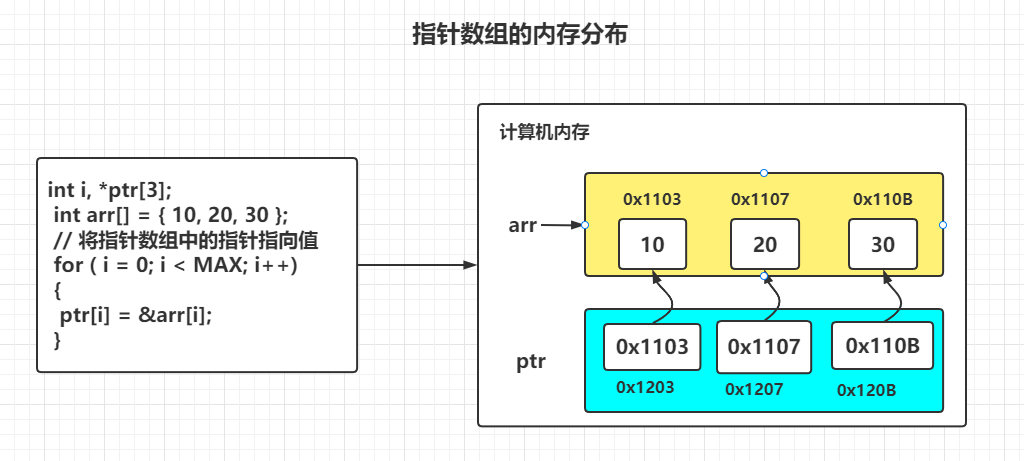 指针数组的内存分布
int i, *ptr[3];
int arr[] = { 10, 20, 30 };
// 将指针数组中的指针指向值
for ( i = 0; i < MAX; i++)
{
ptr[i] = &arr[i];
}
计算机内存
0x1103 0x1107 0x110B
arr 10 20 30
ptr 0x1103 0x1107 0x110B
0x1203 0x1207 0x120B